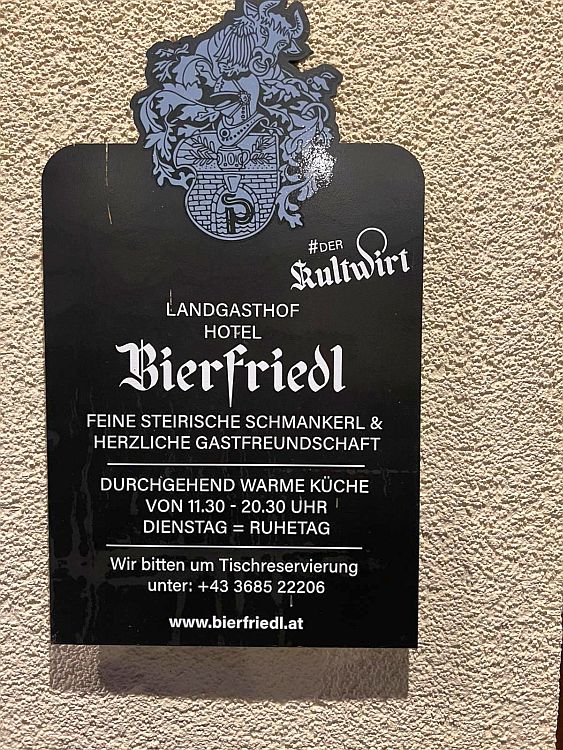 #DER
Kultwirt
LANDGASTHOF
HOTEL
Bierfriedl
FEINE STEIRISCHE SCHMANKERL &
HERZLICHE GASTFREUNDSCHAFT
DURCHGEHEND WARME KÜCHE
VON 11.30 - 20.30 UHR
DIENSTAG = RUHETAG
Wir bitten um Tischreservierung
unter: +43 3685 22206
www.bierfriedl.at